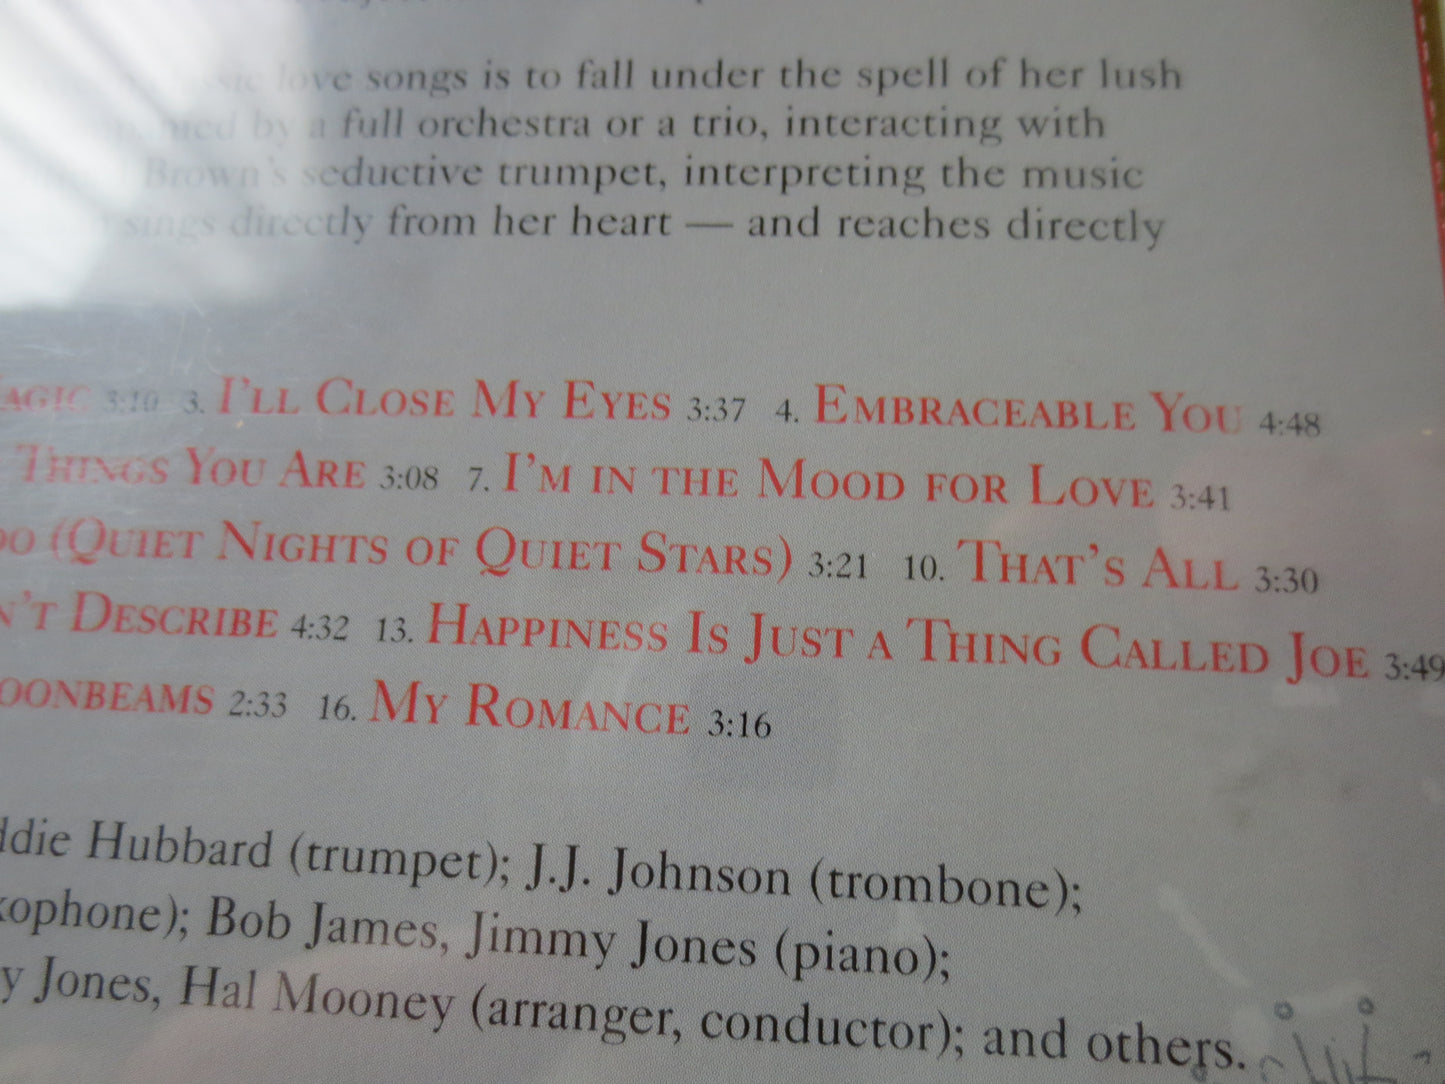 love songs is to fall under the spell of her lush
by a full orchestra or a trio, interacting with
Brown's seductive trumpet, interpreting the music
sings directly from her heart — and reaches directly
AGIC 3:10 3. I'LL CLOSE MY EYES 3:37 4. EMBRACEABLE YOU 4:48
THINGS YOU ARE 3:08 7. I'M IN THE MOOD FOR LOVE 3:41
DO (QUIET NIGHTS OF QUIET STARS) 3:21 10. THAT'S ALL 3:30
N'T DESCRIBE 4:32 13. HAPPINESS IS JUST A THING CALLED JOE 3:49
OONBEAMS 2:33 16. MY ROMANCE 3:16
ddie Hubbard (trumpet); J.J. Johnson (trombone);
xophone); Bob James, Jimmy Jones (piano);
y Jones, Hal Mooney (arranger, conductor); and others.